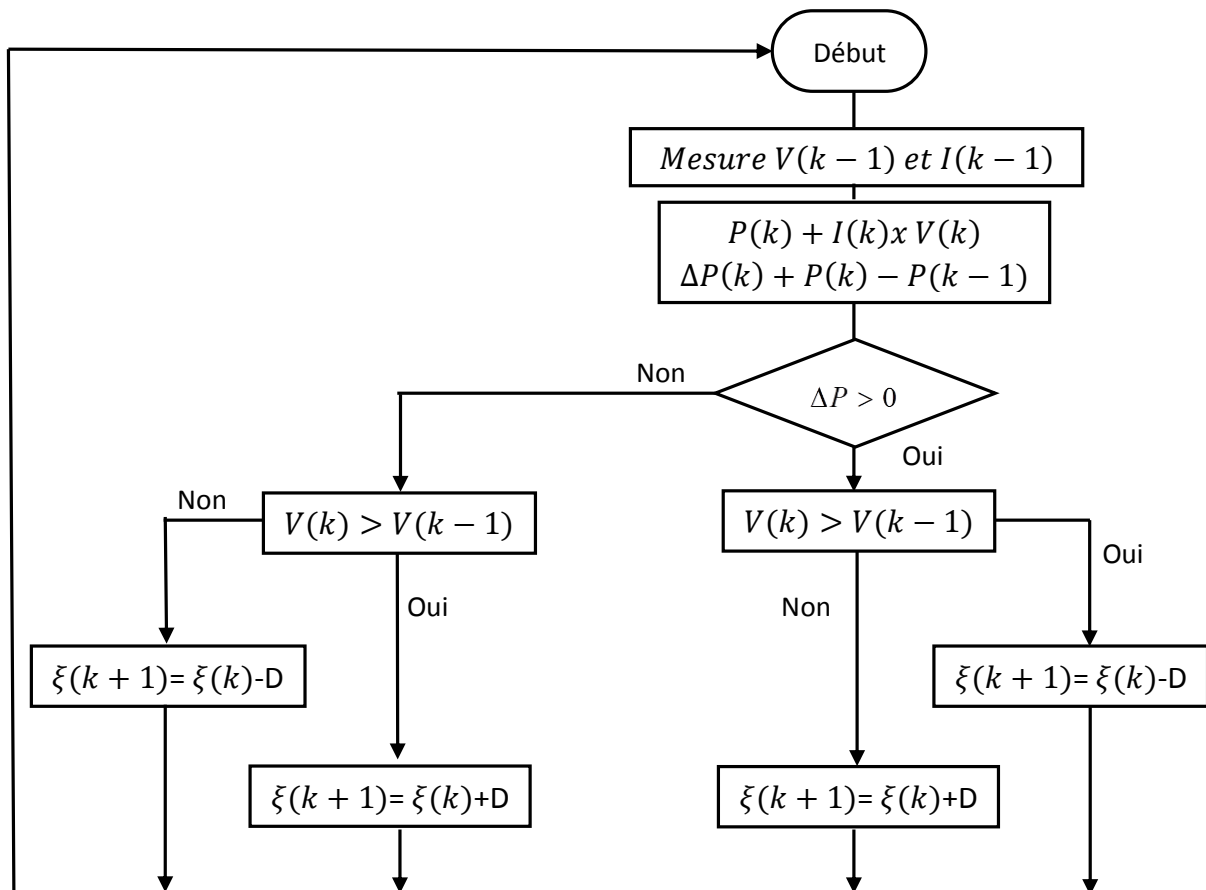 Début
Mesure V(k − 1) et I(k − 1)
P(k) + I(k)x V(k)
ΔP(k) + P(k) − P(k − 1)
Non
ΔP > 0
Oui
Non
V(k) > V(k − 1)
V(k) > V(k − 1)
Oui
Oui
Non
ξ(k + 1)= ξ(k)-D
ξ(k + 1)= ξ(k)-D
ξ(k + 1)= ξ(k)+D
ξ(k + 1)= ξ(k)+D